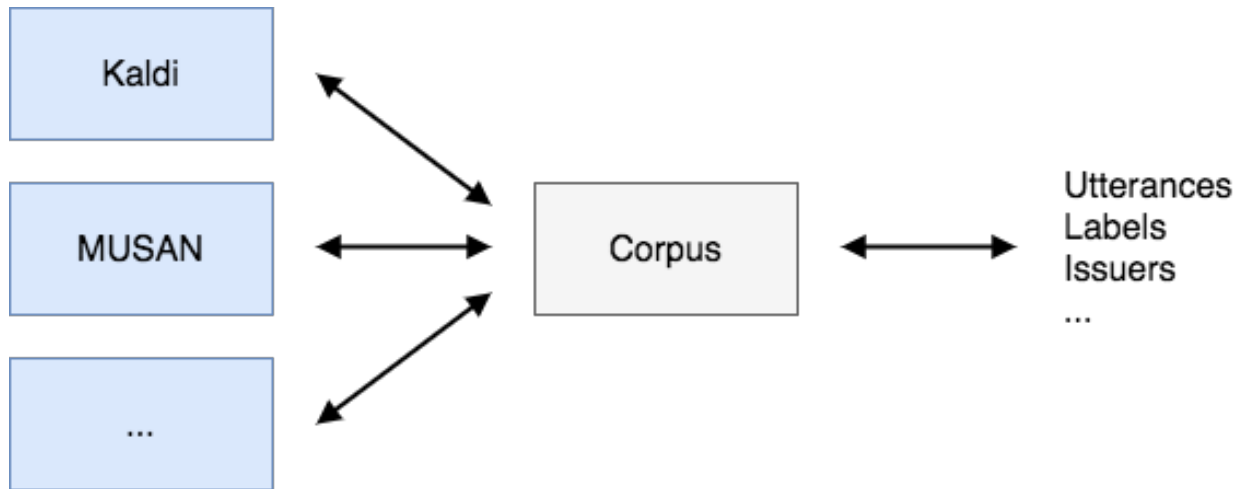 Kaldi
MUSAN
...
Corpus
Utterances
Labels
Issuers
...